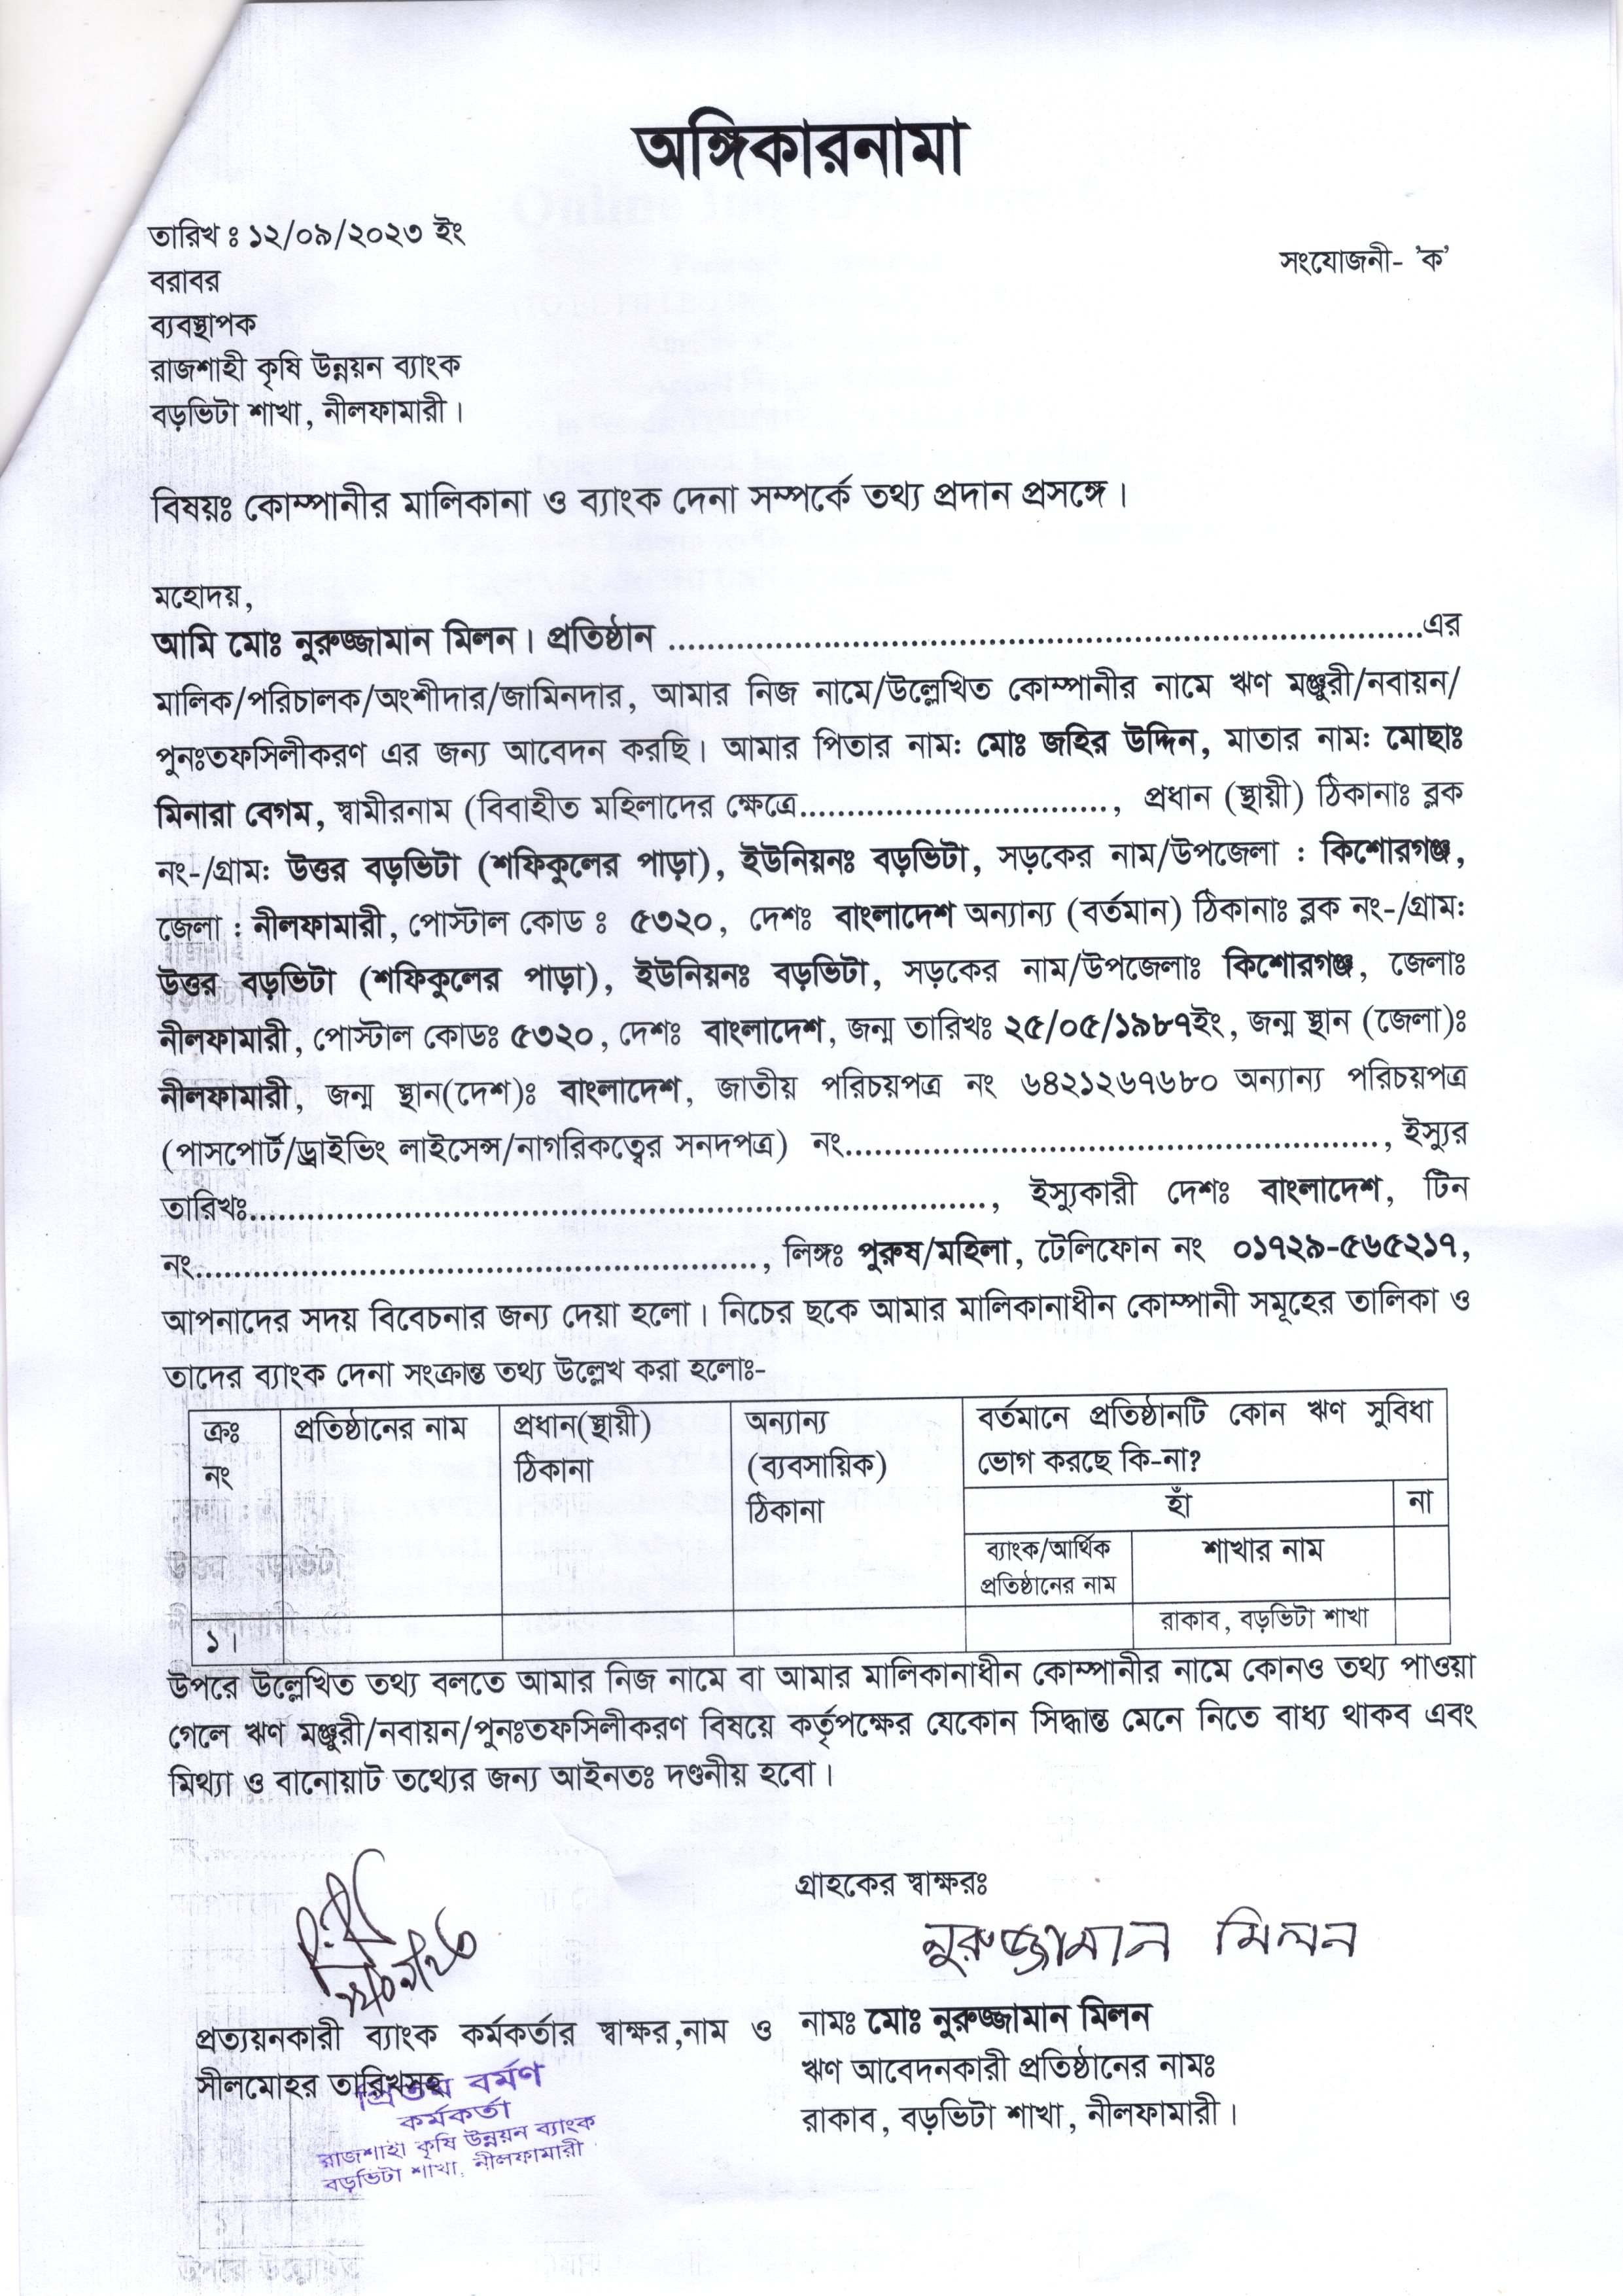 অঙ্গিকারনামা
তারিখ ঃ ১২/০৯/২০২৩ ইং
সংযোজনী- 'ক'
বরাবর
ব্যবস্থাপক
রাজশাহী কৃষি উন্নয়ন ব্যাংক
বড়ভিটা শাখা, নীলফামারী।
বিষয়ঃ কোম্পানীর মালিকানা ও ব্যাংক দেনা সম্পর্কে তথ্য প্রদান প্রসঙ্গে।
মহোদয়,
আমি মোঃ নুরুজ্জামান মিলন। প্রতিষ্ঠান ..........................................................................................এর
মালিক/পরিচালক/অংশীদার/জামিনদার, আমার নিজ নামে/উল্লেখিত কোম্পানীর নামে ঋণ মঞ্জুরী/নবায়ন/
পুনঃতফসিলীকরণ এর জন্য আবেদন করছি। আমার পিতার নাম: মোঃ জহির উদ্দিন, মাতার নাম: মোছাঃ
মিনারা বেগম, স্বামীরনাম (বিবাহীত মহিলাদের ক্ষেত্রে................................, প্রধান (স্থায়ী) ঠিকানাঃ ব্লক
নং-/গ্রাম: উত্তর বড়ভিটা (শফিকুলের পাড়া), ইউনিয়নঃ বড়ভিটা, সড়কের নাম/উপজেলা : কিশোরগঞ্জ,
জেলা : নীলফামারী, পোস্টাল কোড ঃ ৫৩২০, দেশঃ বাংলাদেশ অন্যান্য (বর্তমান) ঠিকানাঃ ব্লক নং-/গ্রাম:
উত্তর বড়ভিটা (শফিকুলের পাড়া), ইউনিয়নঃ বড়ভিটা, সড়কের নাম/উপজেলাঃ কিশোরগঞ্জ, জেলাঃ
নীলফামারী, পোস্টাল কোডঃ ৫৩২০, দেশঃ বাংলাদেশ, জন্ম তারিখঃ ২৫/০৫/১৯৮৭ইং, জন্ম স্থান (জেলা)ঃ
নীলফামারী, জন্ম স্থান(দেশ)ঃ বাংলাদেশ, জাতীয় পরিচয়পত্র নং ৬৪২১২৬৭৬৮০ অন্যান্য পরিচয়পত্র
(পাসপোর্ট/ড্রাইভিং লাইসেন্স/নাগরিকত্বের সনদপত্র) নং......................................................., ইস্যুর
তারিখঃ............................................................................, ইস্যুকারী দেশঃ বাংলাদেশ, টিন
নং..........................................................., লিঙ্গঃ পুরুষ/মহিলা, টেলিফোন নং ০১৭২৯-৫৬৫২১৭,
আপনাদের সদয় বিবেচনার জন্য দেয়া হলো। নিচের ছকে আমার মালিকানাধীন কোম্পানী সমূহের তালিকা ও
তাদের ব্যাংক দেনা সংক্রান্ত তথ্য উল্লেখ করা হলোঃ-
ক্রঃ নং
প্রতিষ্ঠানের নাম
প্রধান(স্থায়ী) ঠিকানা
অন্যান্য (ব্যবসায়িক) ঠিকানা
বর্তমানে প্রতিষ্ঠানটি কোন ঋণ সুবিধা
ভোগ করছে কি-না?
হাঁ
না
ব্যাংক/আর্থিক প্রতিষ্ঠানের নাম
শাখার নাম
১।
রাকাব, বড়ভিটা শাখা
উপরে উল্লেখিত তথ্য বলতে আমার নিজ নামে বা আমার মালিকানাধীন কোম্পানীর নামে কোনও তথ্য পাওয়া
গেলে ঋণ মঞ্জুরী/নবায়ন/পুনঃতফসিলীকরণ বিষয়ে কর্তৃপক্ষের যেকোন সিদ্ধান্ত মেনে নিতে বাধ্য থাকব এবং
মিথ্যা ও বানোয়াট তথ্যের জন্য আইনতঃ দণ্ডনীয় হবো।
গ্রাহকের স্বাক্ষরঃ
নুরুজ্জামান মিলন
প্রত্যয়নকারী ব্যাংক কর্মকর্তার স্বাক্ষর,নাম ও
সীলমোহর তারিখসহ
বর্মণ
কর্মকর্তা
রাজশাহী কৃষি উন্নয়ন ব্যাংক
বড়ভিটা শাখা, নীলফামারী
নামঃ মোঃ নুরুজ্জামান মিলন
ঋণ আবেদনকারী প্রতিষ্ঠানের নামঃ
রাকাব, বড়ভিটা শাখা, নীলফামারী।